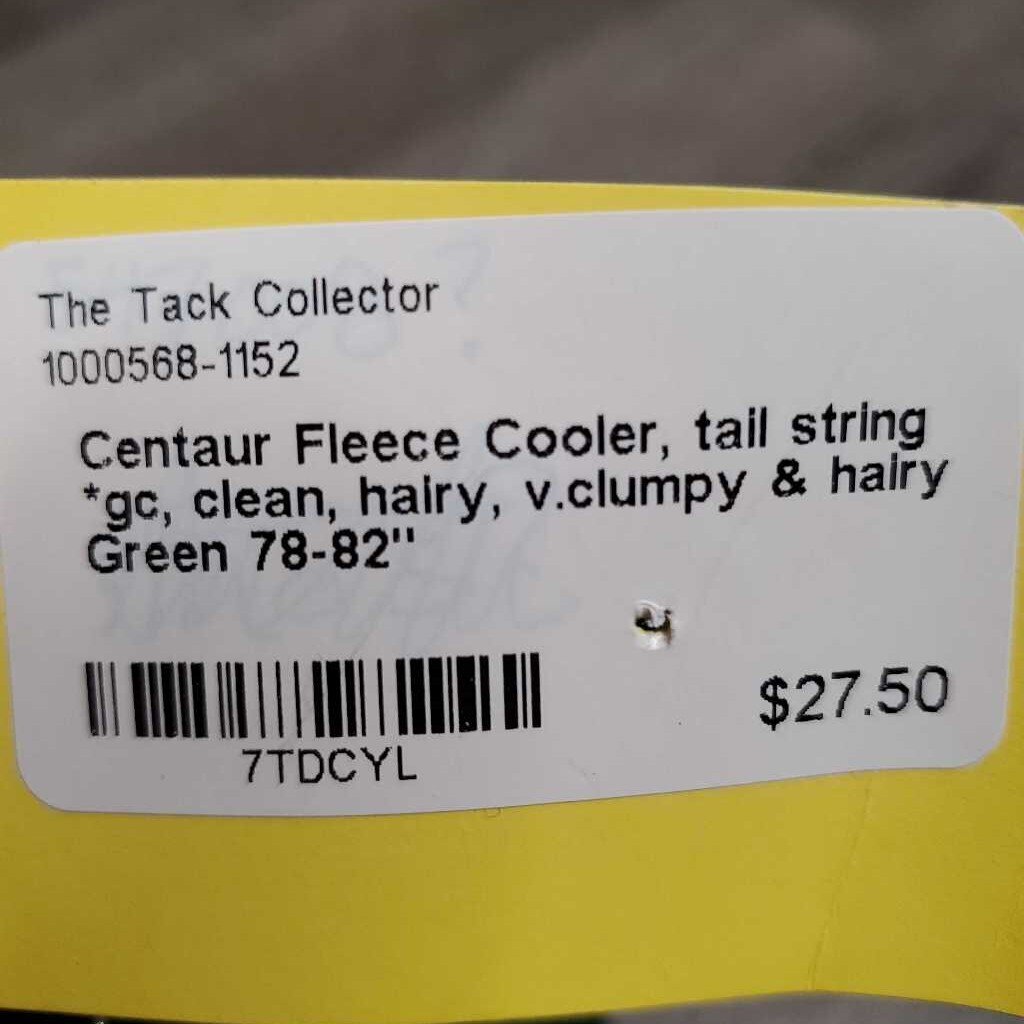 The Tack Collector
1000568-1152
Centaur Fleece Cooler, tail string
*gc, clean, hairy, v.clumpy & hairy
Green 78-82"
7TDCYL
$27.50